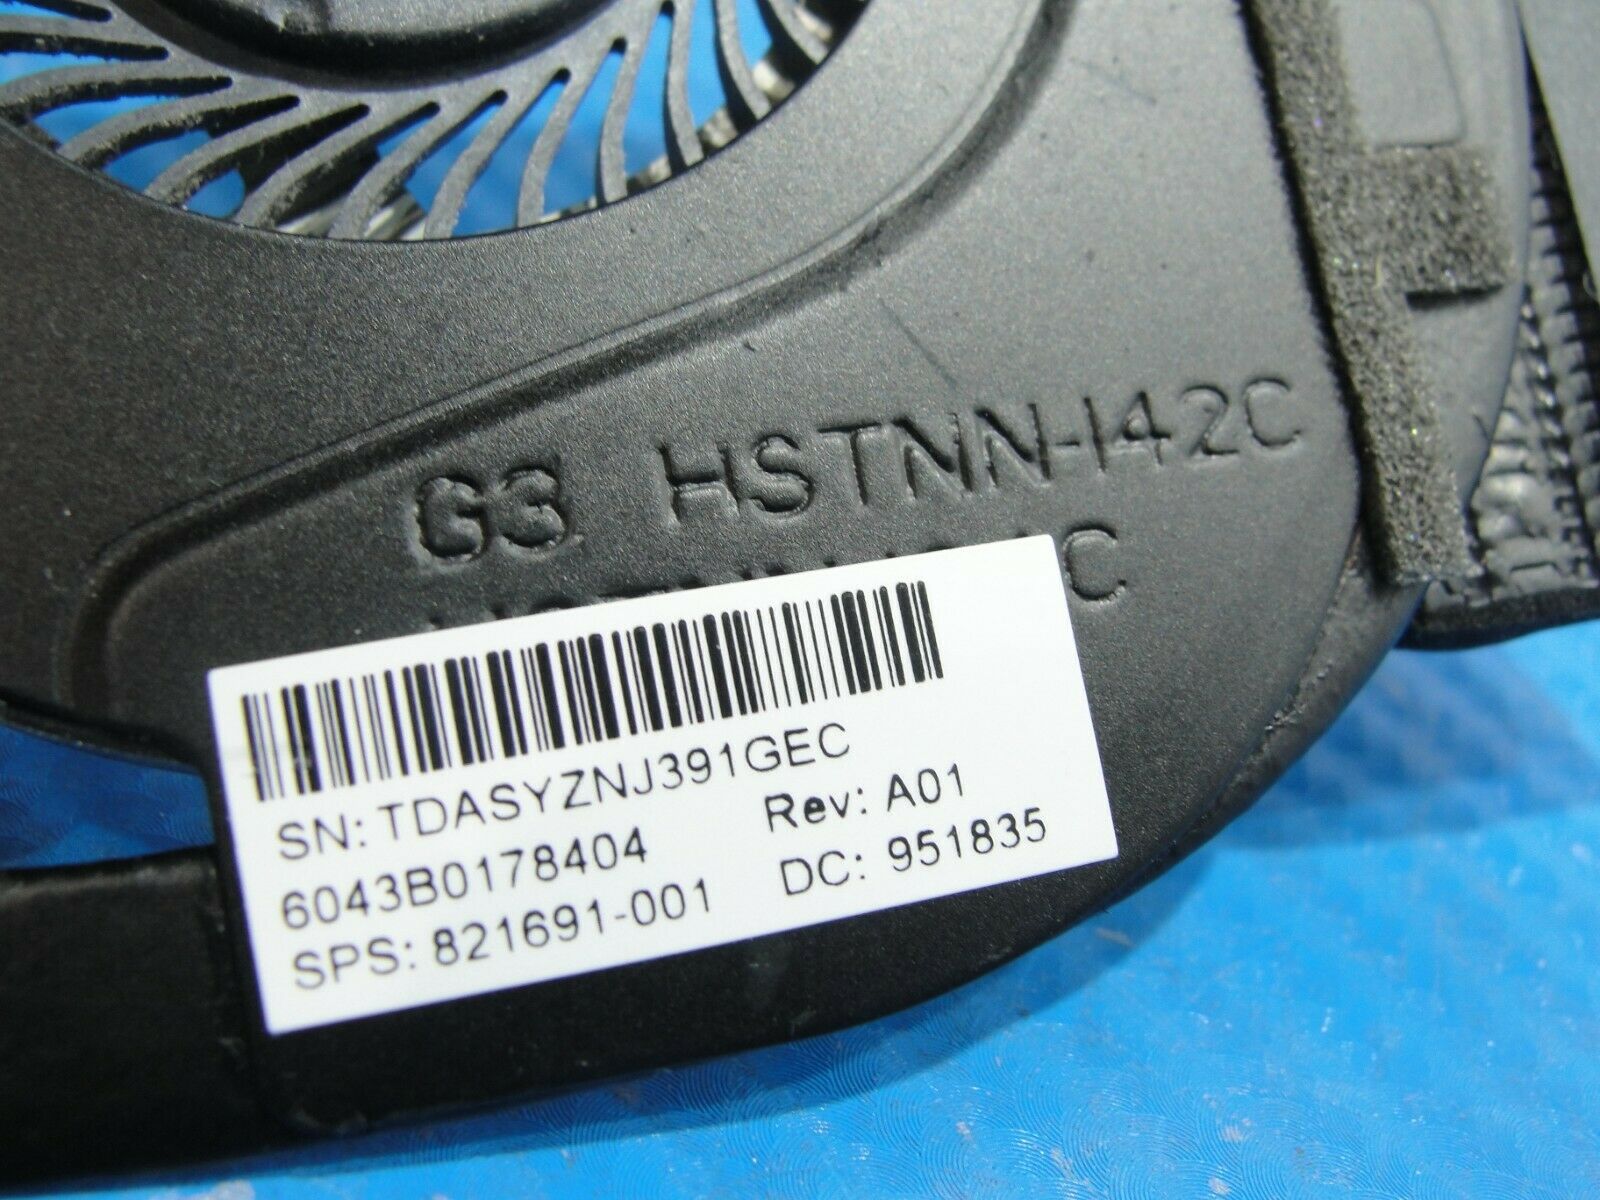 G3 HSTNN-I42C
C
SN: TDASYZNJ391GEC
6043B0178404 Rev: A01
SPS: 821691-001 DC: 951835